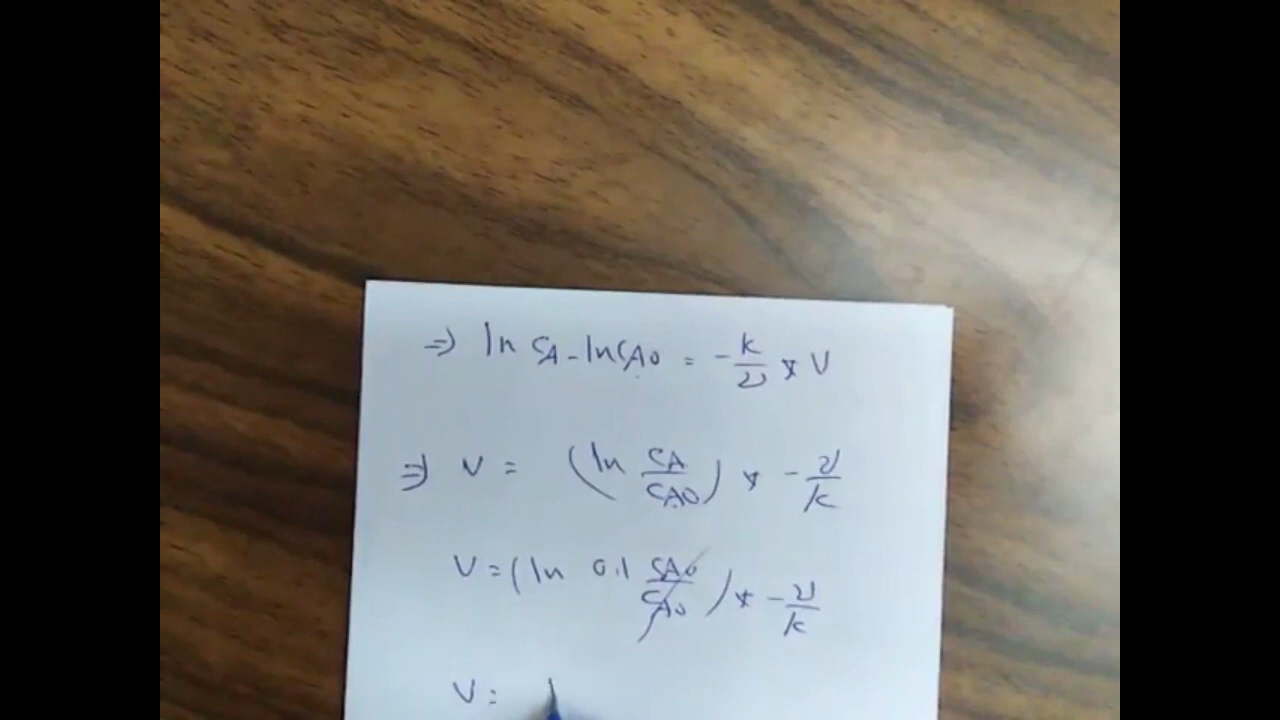 ⇒ ln CA - ln CA0 = - k/υ * V
⇒ V = (ln CA/CA0) * - υ/k
V = (ln 0.1 CA0/CA0) * - υ/k
V =